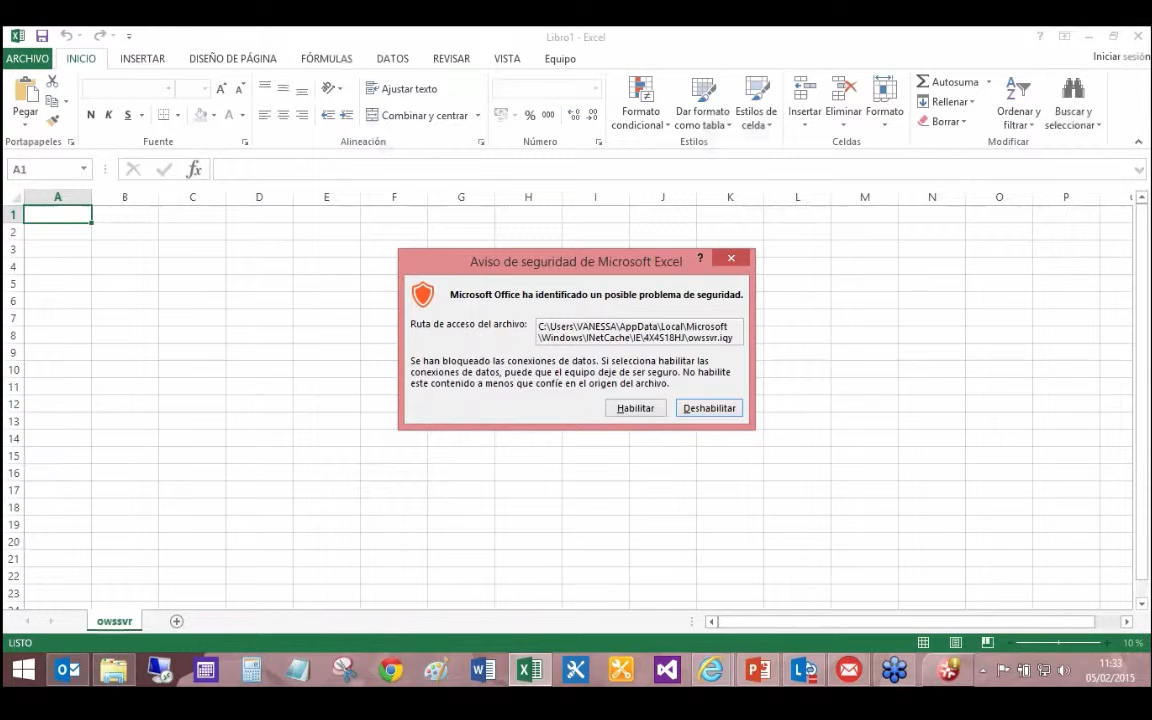 Libro1 - Excel
?
ARCHIVO INICIO INSERTAR DISEÑO DE PÁGINA FÓRMULAS DATOS REVISAR VISTA Equipo Iniciar sesión
Pegar
N K S
A A
A
Ajustar texto
Combinar y centrar
% 000
Formato condicional
Dar formato como tabla
Estilos de celda
Insertar Eliminar Formato
Autosuma
Rellenar
Borrar
Ordenar y filtrar
Buscar y seleccionar
Portapapeles Fuente Alineación Número Estilos Celdas Modificar
A1 fx
A B C D E F G H I J K L M N O P
1
2
3
4
5
6
7
8
9
10
11
12
13
14
15
16
17
18
19
20
21
22
23
24
Aviso de seguridad de Microsoft Excel ?
Microsoft Office ha identificado un posible problema de seguridad.
Ruta de acceso del archivo: C:\Users\VANESSA\AppData\Local\Microsoft
\Windows\INetCache\IE\4X4S18HJ\owssvr.iqy
Se han bloqueado las conexiones de datos. Si selecciona habilitar las
conexiones de datos, puede que el equipo deje de ser seguro. No habilite
este contenido a menos que confíe en el origen del archivo.
Habilitar Deshabilitar
owssvr
LISTO 10 %
11:33
05/02/2015